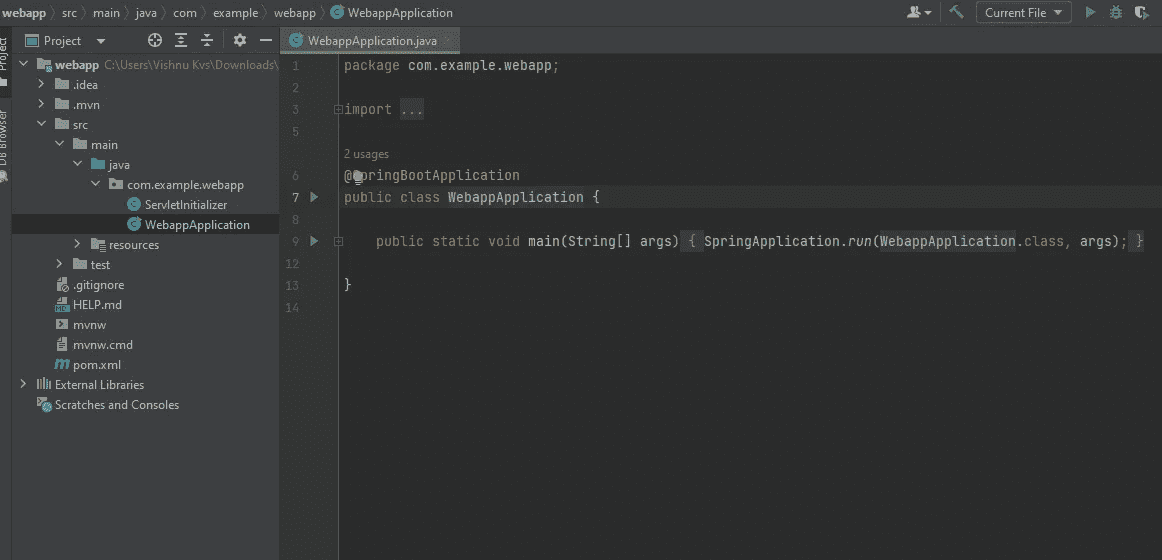 webapp src main java com example webapp WebappApplication
Current File
Project
WebappApplication.java
Project
DB Browser
webapp C:\Users\Vishnu Kvs\Downloads\
.idea
.mvn
src
main
java
com.example.webapp
ServletInitializer
WebappApplication
resources
test
.gitignore
HELP.md
mvnw
mvnw.cmd
pom.xml
External Libraries
Scratches and Consoles
1 package com.example.webapp;
2
3 import ...
5
2 usages
6 @SpringBootApplication
7 public class WebappApplication {
8
9 public static void main(String[] args) { SpringApplication.run(WebappApplication.class, args); }
12
13 }
14